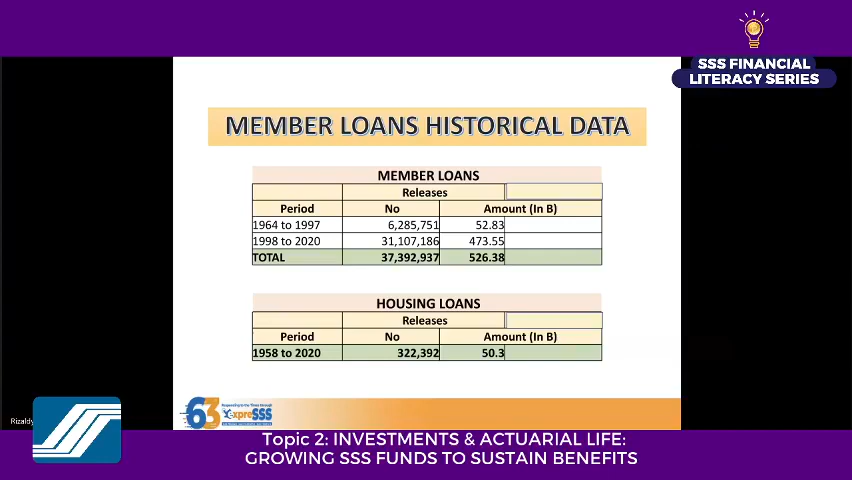 SSS FINANCIAL
LITERACY SERIES
MEMBER LOANS HISTORICAL DATA
MEMBER LOANS
Releases
Period No Amount (In B)
1964 to 1997 6,285,751 52.83
1998 to 2020 31,107,186 473.55
TOTAL 37,392,937 526.38
HOUSING LOANS
Releases
Period No Amount (In B)
1958 to 2020 322,392 50.3
63
ExpreSSS
Rizaldy
Topic 2: INVESTMENTS & ACTUARIAL LIFE:
GROWING SSS FUNDS TO SUSTAIN BENEFITS